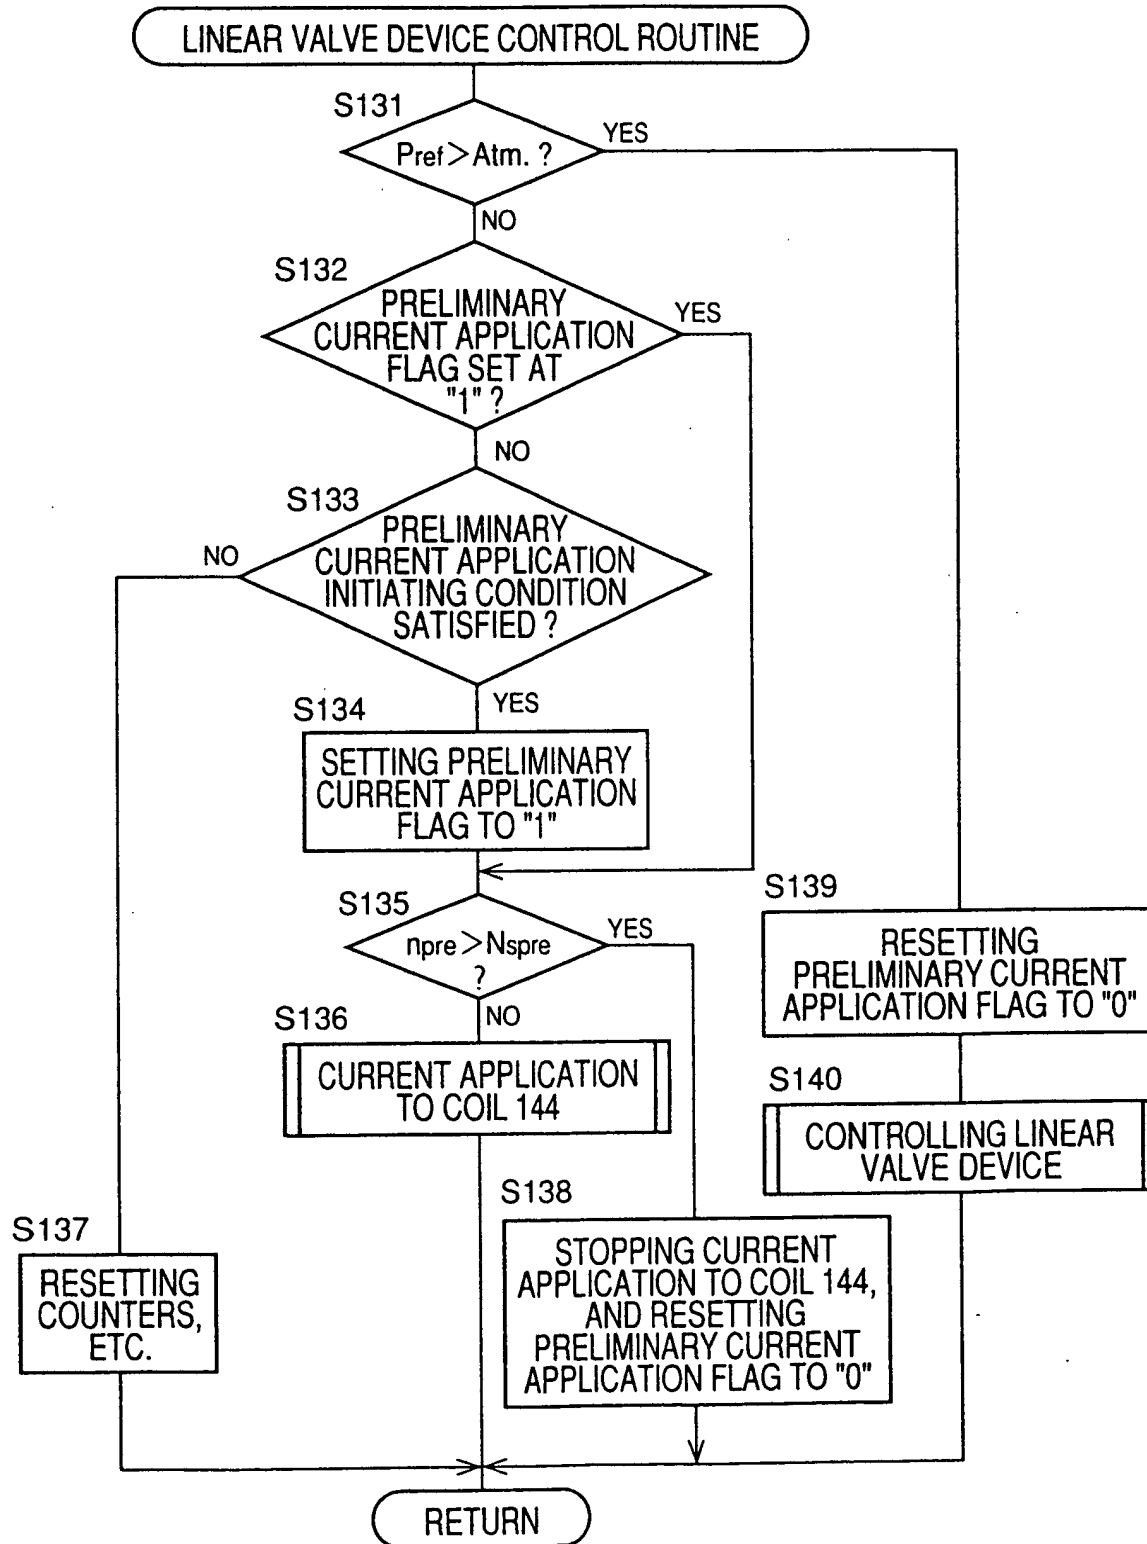 LINEAR VALVE DEVICE CONTROL ROUTINE
S131
Pref＞Atm. ?
YES
NO
S132
PRELIMINARY
CURRENT APPLICATION
FLAG SET AT
"1" ?
YES
NO
S133
PRELIMINARY
CURRENT APPLICATION
INITIATING CONDITION
SATISFIED ?
NO
YES
S134
SETTING PRELIMINARY
CURRENT APPLICATION
FLAG TO "1"
S135
npre＞Nspre
?
YES
NO
S136
CURRENT APPLICATION
TO COIL 144
S139
RESETTING
PRELIMINARY CURRENT
APPLICATION FLAG TO "0"
S140
CONTROLLING LINEAR
VALVE DEVICE
S138
STOPPING CURRENT
APPLICATION TO COIL 144,
AND RESETTING
PRELIMINARY CURRENT
APPLICATION FLAG TO "0"
S137
RESETTING
COUNTERS,
ETC.
RETURN